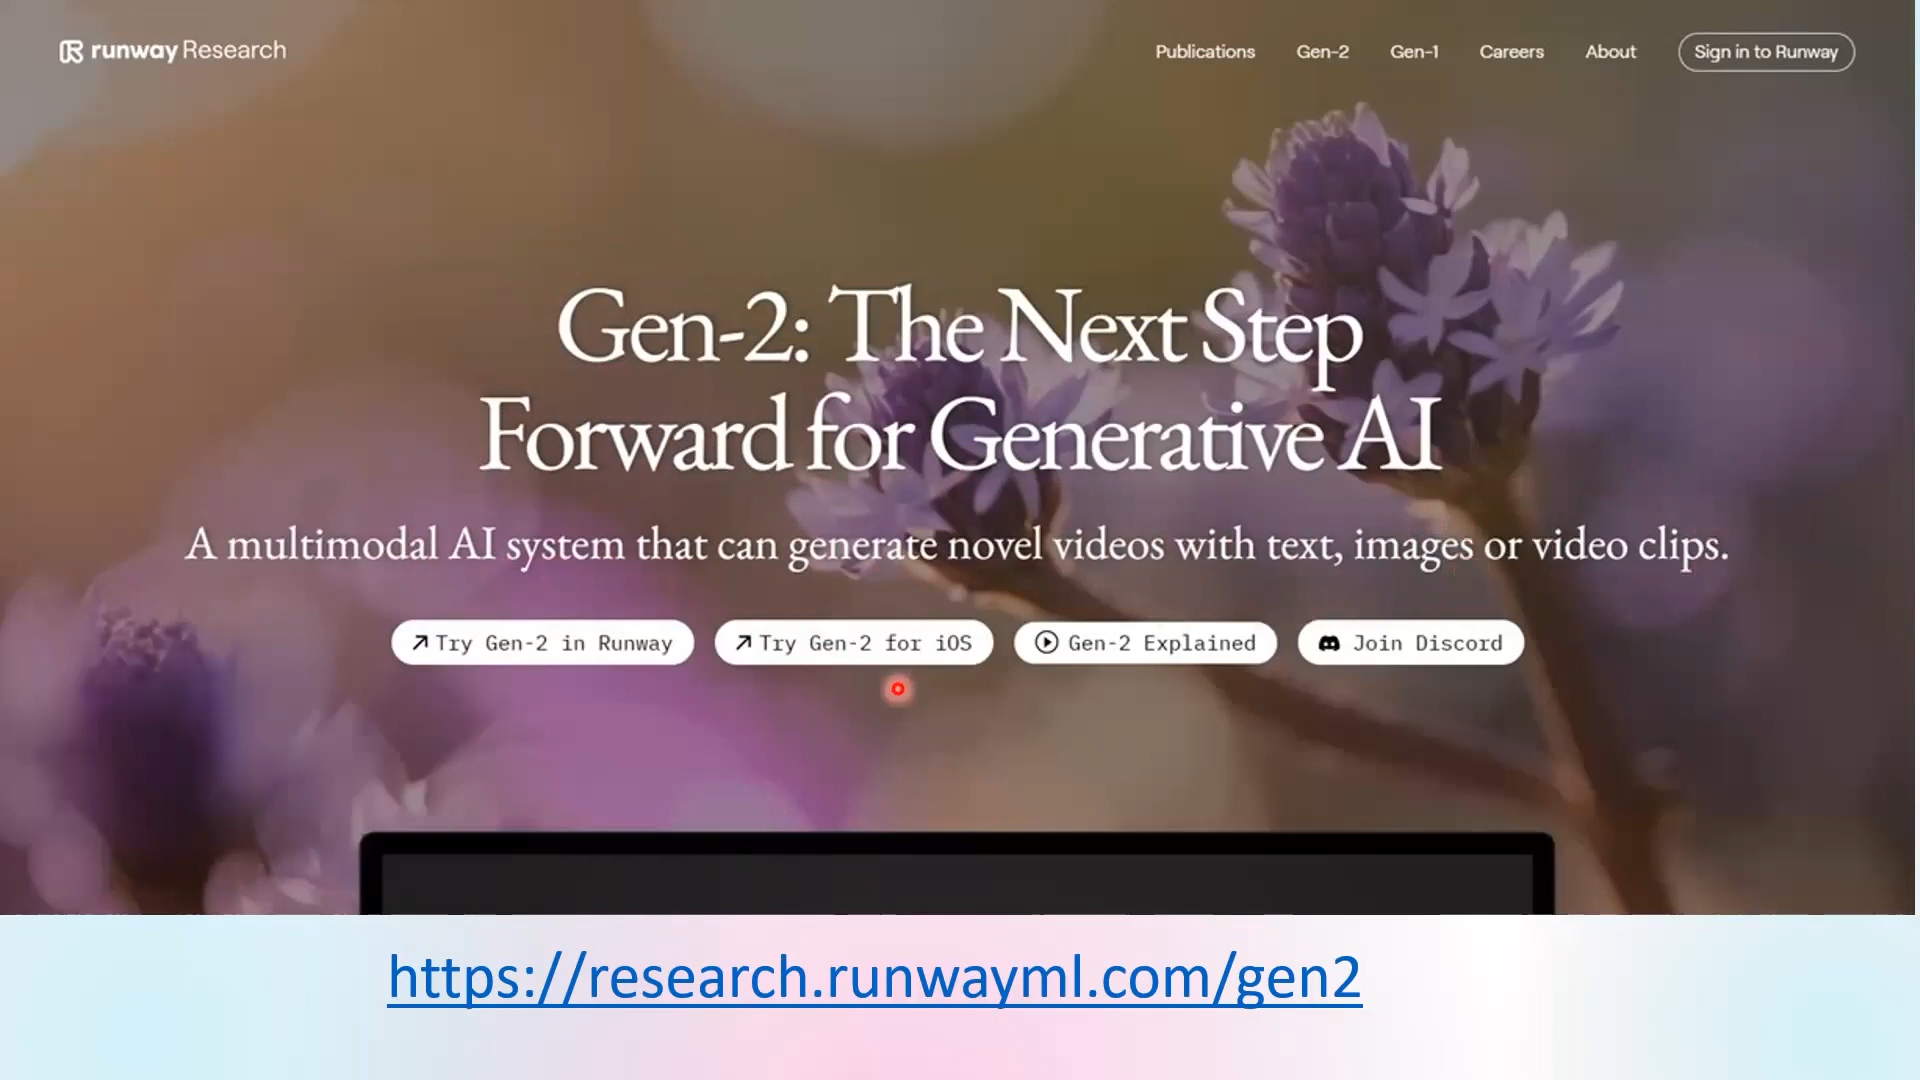 runway Research
Publications Gen-2 Gen-1 Careers About Sign in to Runway
Gen-2: The Next Step
Forward for Generative AI
A multimodal AI system that can generate novel videos with text, images or video clips.
Try Gen-2 in Runway Try Gen-2 for iOS Gen-2 Explained Join Discord
https://research.runwayml.com/gen2